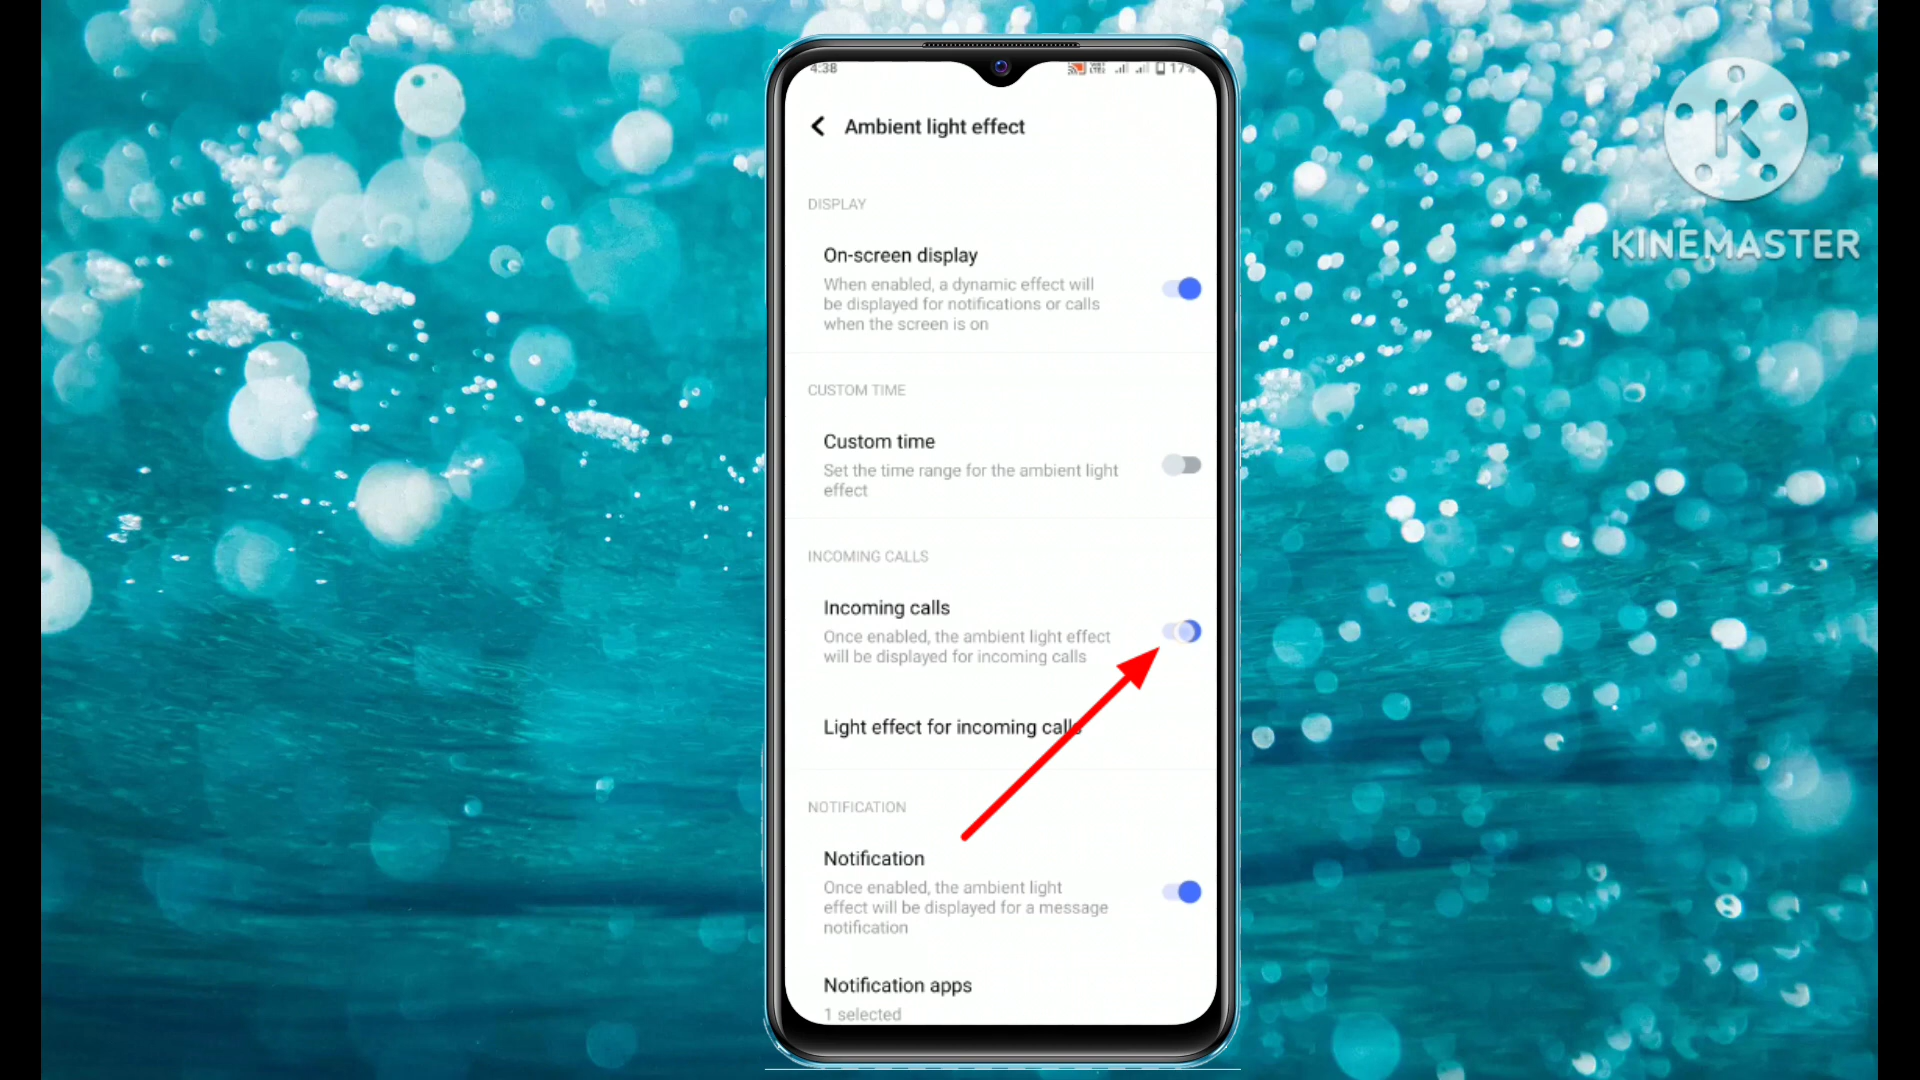 4:38
17%
Ambient light effect
DISPLAY
On-screen display
When enabled, a dynamic effect will
be displayed for notifications or calls
when the screen is on
CUSTOM TIME
Custom time
Set the time range for the ambient light
effect
INCOMING CALLS
Incoming calls
Once enabled, the ambient light effect
will be displayed for incoming calls
Light effect for incoming calls
NOTIFICATION
Notification
Once enabled, the ambient light
effect will be displayed for a message
notification
Notification apps
1 selected
K
KINEMASTER